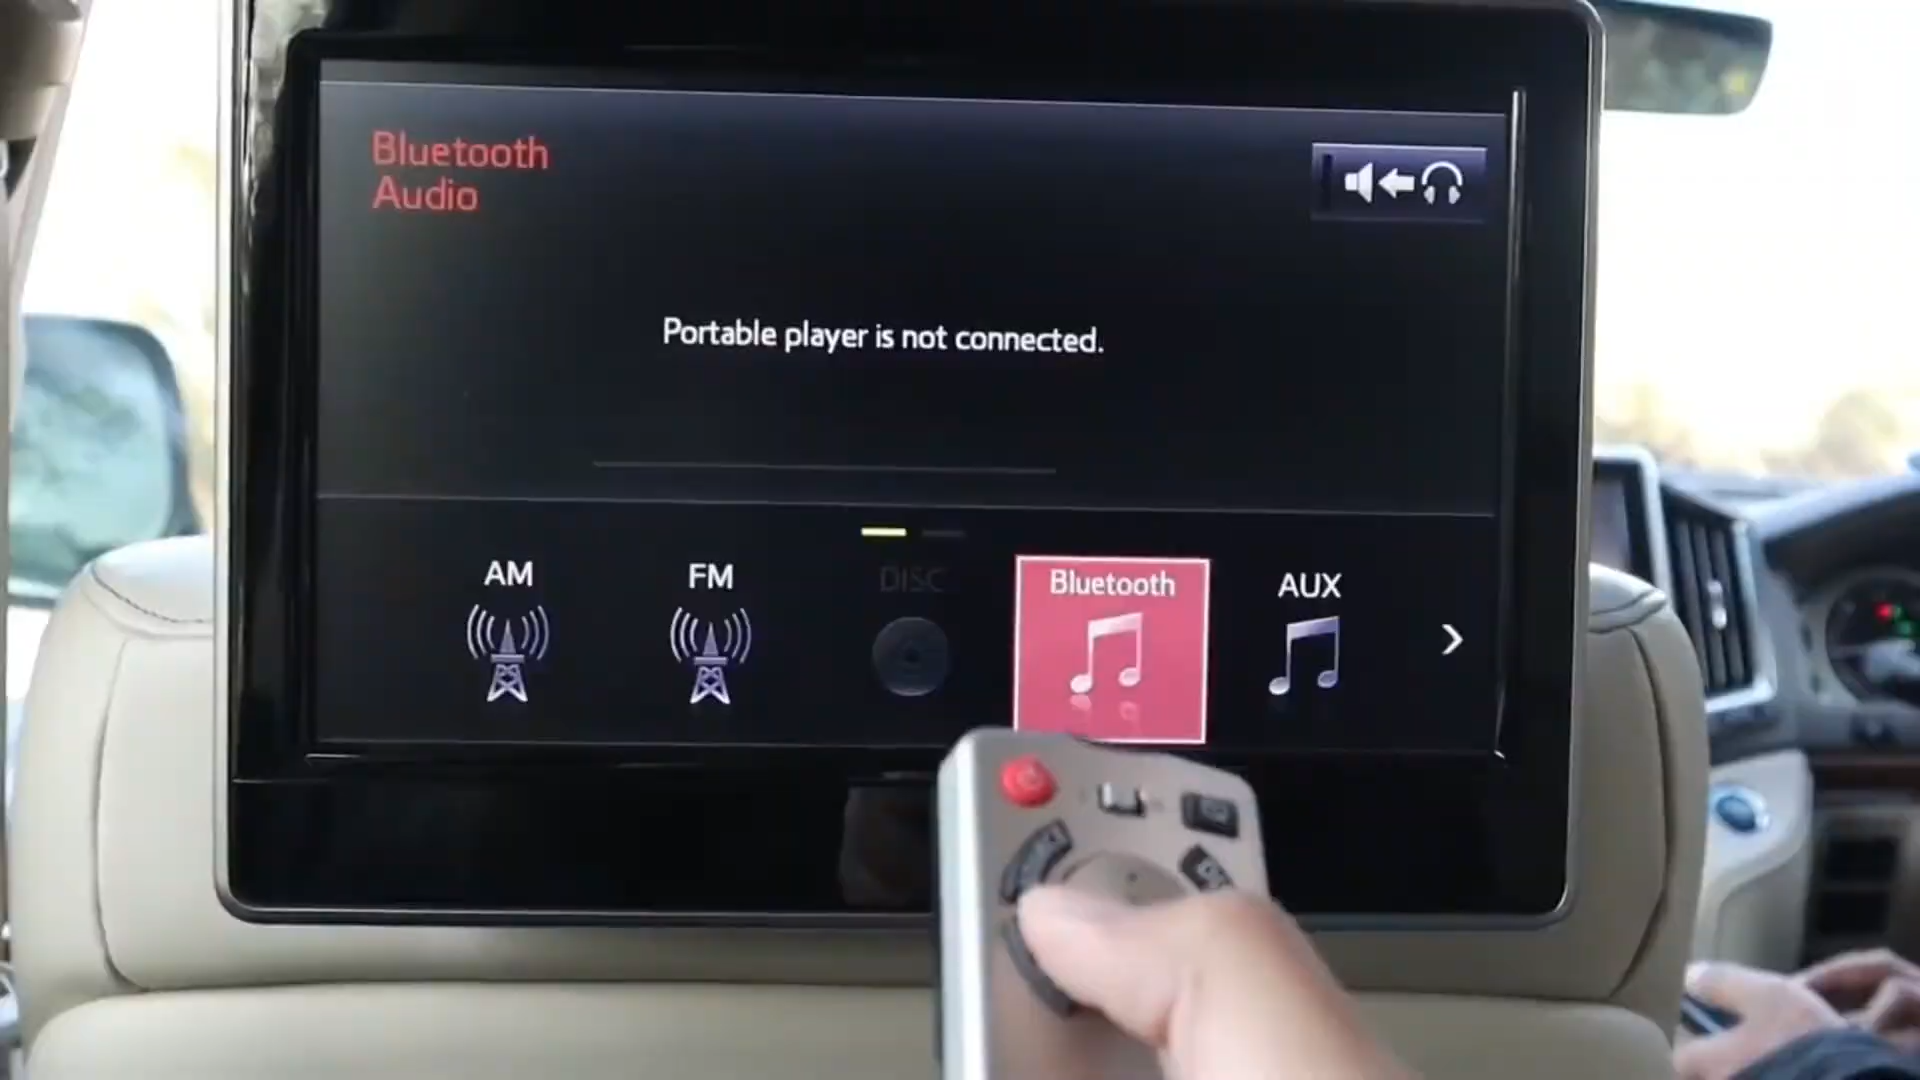 Bluetooth
Audio
Portable player is not connected.
AM
FM
DISC
Bluetooth
AUX